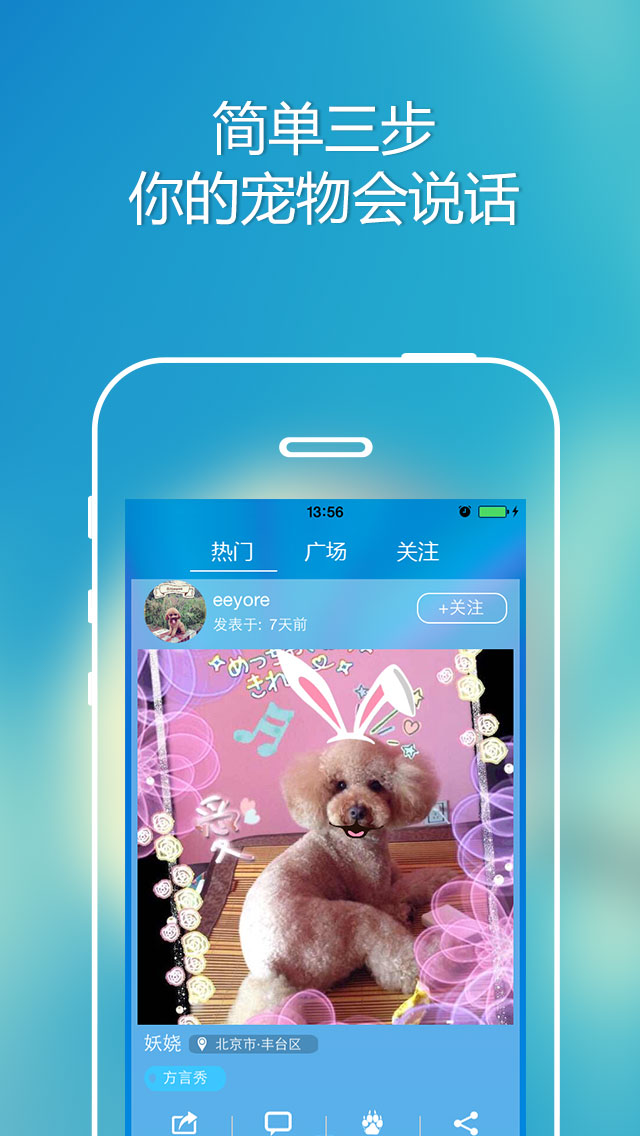 简单三步
你的宠物会说话
13:56
热门 广场 关注
eeyore
+关注
发表于: 7天前
めっちゃ
きれ
爱
妖娆 北京市·丰台区
方言秀